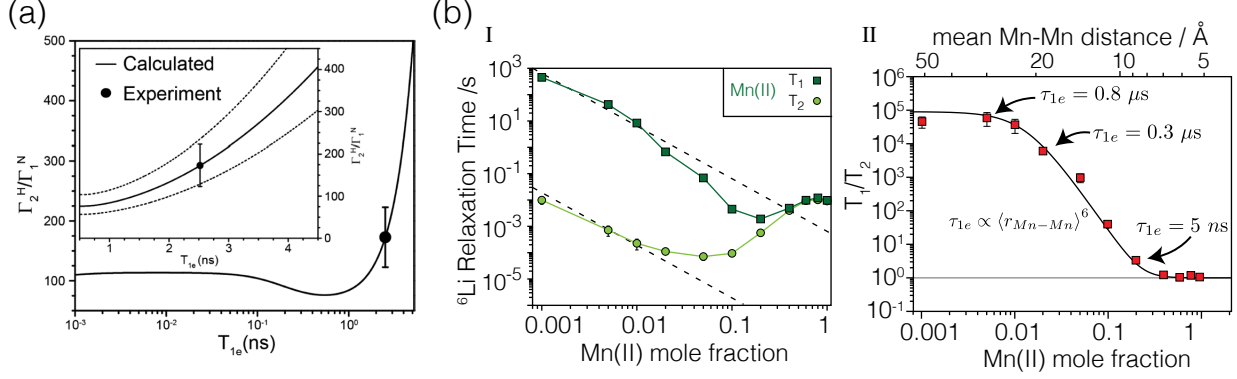 (a)
500
400
300
200
100
Γ₂ᴴ/Γ₁ᴺ
Calculated
Experiment
400
300
200
100
0
Γ₂ᴴ/Γ₁ᴺ
1 2 3 4
T₁ₑ(ns)
10⁻³ 10⁻² 10⁻¹ 10⁰
T₁ₑ(ns)
(b)
I
⁶Li Relaxation Time /s
10³
10¹
10⁻¹
10⁻³
10⁻⁵
Mn(II)
T₁
T₂
0.001 0.01 0.1 1
Mn(II) mole fraction
II
mean Mn-Mn distance / Å
50 20 10 5
T₁/T₂
10⁶
10⁵
10⁴
10³
10²
10¹
10⁰
10⁻¹
τ₁ₑ = 0.8 μs
τ₁ₑ = 0.3 μs
τ₁ₑ ∝ ⟨r_Mn−Mn⟩⁶
τ₁ₑ = 5 ns
0.001 0.01 0.1 1
Mn(II) mole fraction